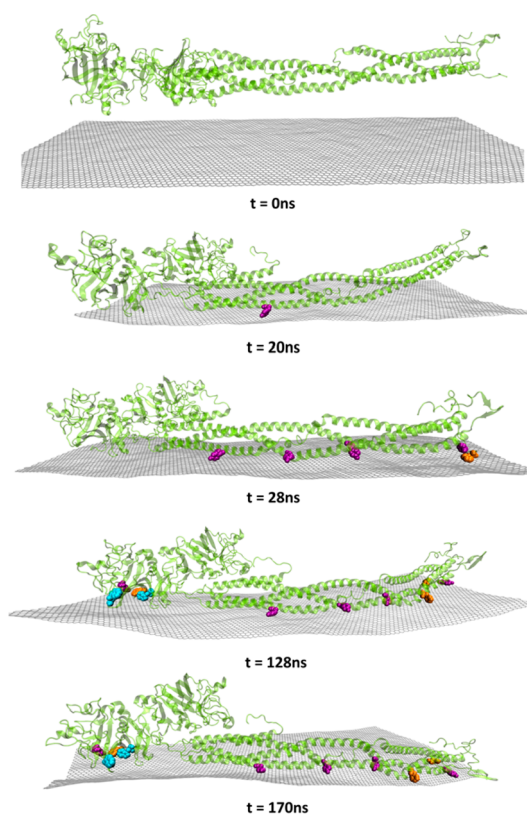 t = 0ns
t = 20ns
t = 28ns
t = 128ns
t = 170ns